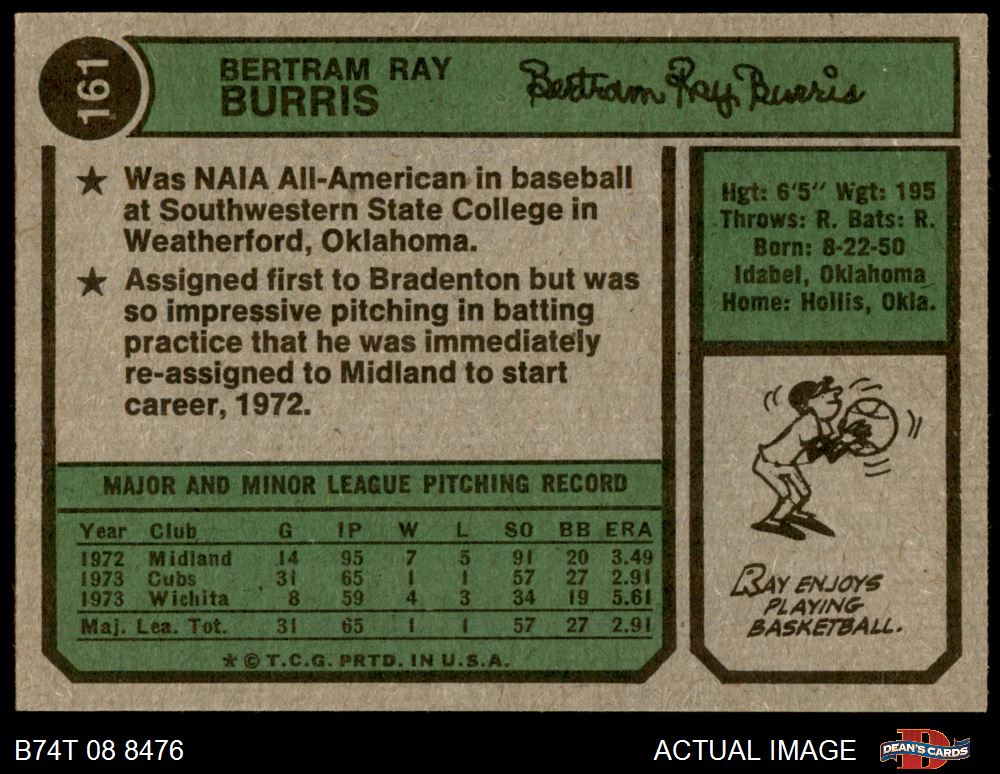 161
BERTRAM RAY
BURRIS
Bertram Ray Burris
★ Was NAIA All-American in baseball
at Southwestern State College in
Weatherford, Oklahoma.
★ Assigned first to Bradenton but was
so impressive pitching in batting
practice that he was immediately
re-assigned to Midland to start
career, 1972.
Hgt: 6'5″ Wgt: 195
Throws: R. Bats: R.
Born: 8-22-50
Idabel, Oklahoma
Home: Hollis, Okla.
MAJOR AND MINOR LEAGUE PITCHING RECORD
Year Club G IP W L SO BB ERA
1972 Midland 14 95 7 5 91 20 3.49
1973 Cubs 31 65 1 1 57 27 2.91
1973 Wichita 8 59 4 3 34 19 5.61
Maj. Lea. Tot. 31 65 1 1 57 27 2.91
★ © T.C.G. PRTD. IN U.S.A.
RAY ENJOYS
PLAYING
BASKETBALL.
B74T 08 8476
ACTUAL IMAGE
D
DEAN'S CARDS